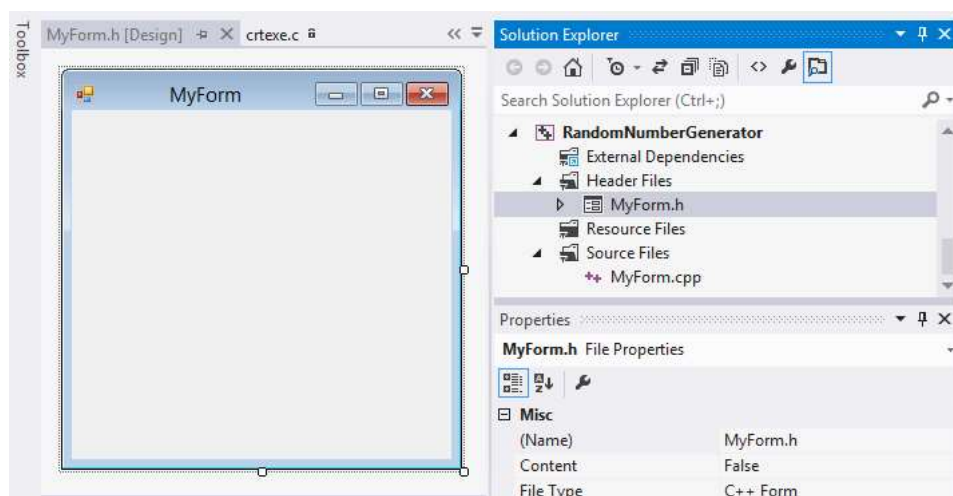 Toolbox
MyForm.h [Design]
crtexe.c
MyForm
Solution Explorer
Search Solution Explorer (Ctrl+;)
RandomNumberGenerator
External Dependencies
Header Files
MyForm.h
Resource Files
Source Files
MyForm.cpp
Properties
MyForm.h File Properties
Misc
(Name) MyForm.h
Content False
File Type C++ Form